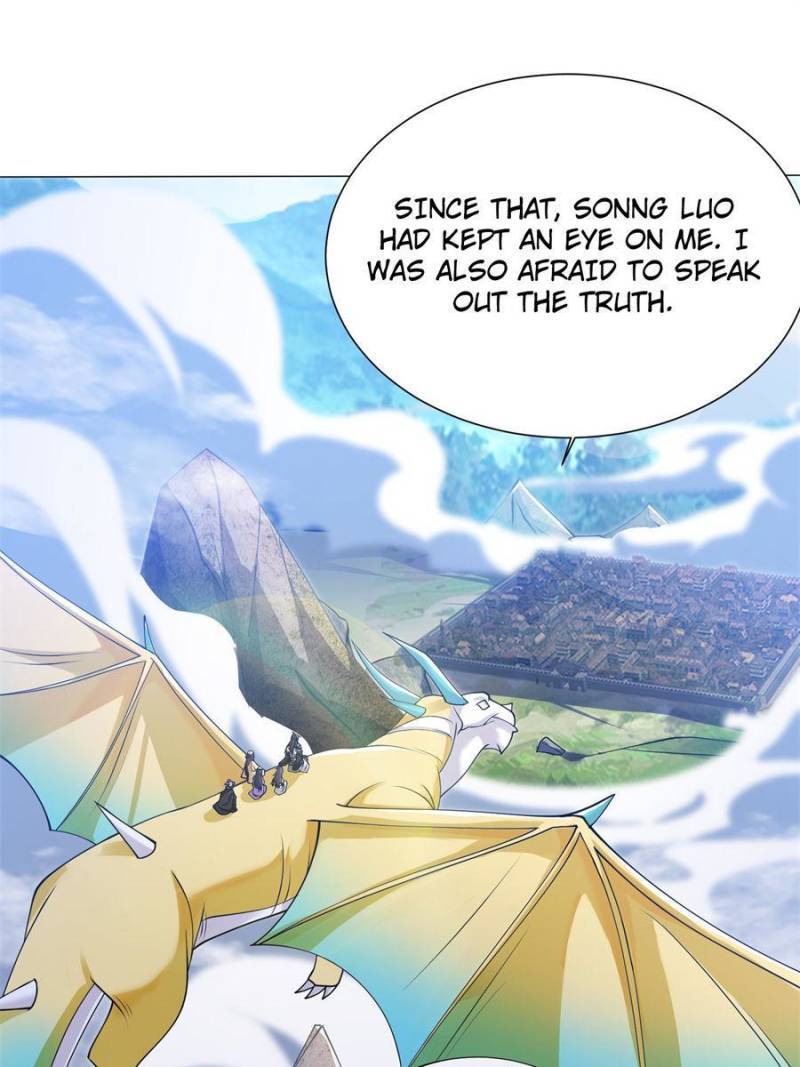 SINCE THAT, SONNG LUO
HAD KEPT AN EYE ON ME. I
WAS ALSO AFRAID TO SPEAK
OUT THE TRUTH.